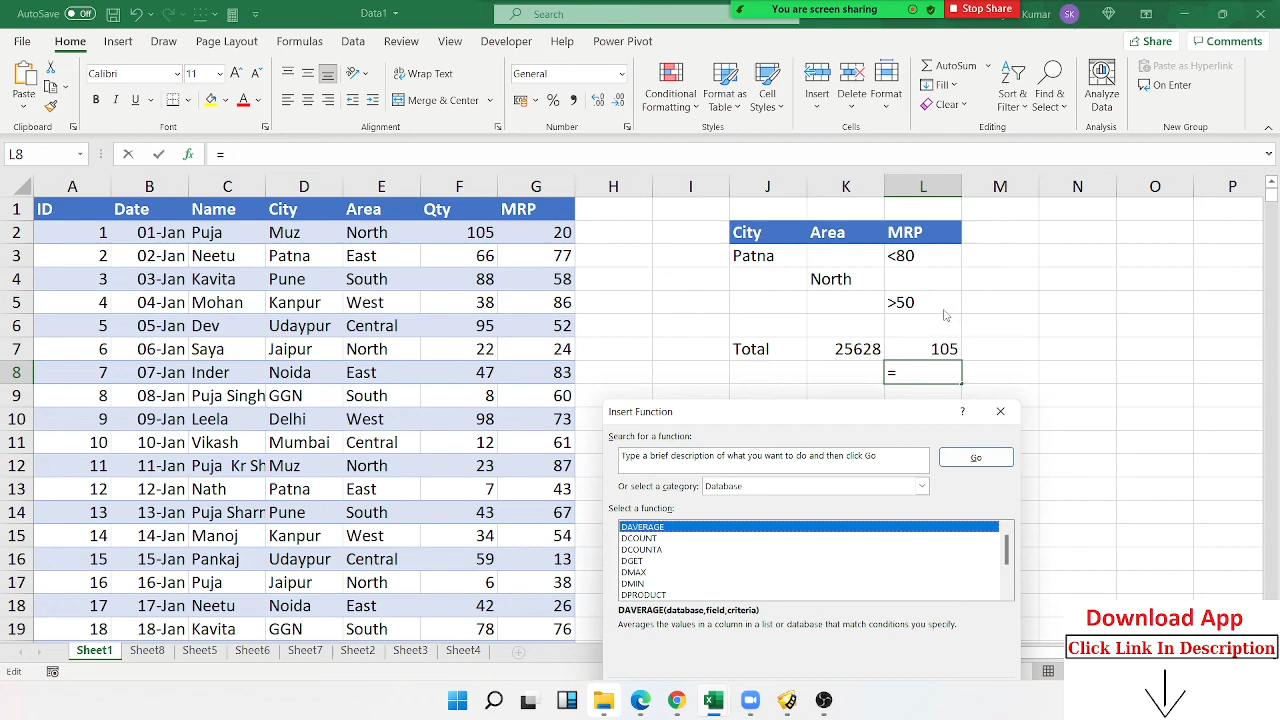 AutoSave Off Data1 Search You are screen sharing Stop Share Kumar SK
File Home Insert Draw Page Layout Formulas Data Review View Developer Help Power Pivot Share Comments
Paste Calibri 11 Wrap Text General Conditional Formatting Format as Table Cell Styles Insert Delete Format AutoSum Fill Clear Sort & Filter Find & Select Analyze Data Paste as Hyperlink On Enter
B I U Merge & Center
Clipboard Font Alignment Number Styles Cells Editing Analysis New Group
L8 fx =
A B C D E F G H I J K L M N O P
1 ID Date Name City Area Qty MRP
2 1 01-Jan Puja Muz North 105 20 City Area MRP
3 2 02-Jan Neetu Patna East 66 77 Patna <80
4 3 03-Jan Kavita Pune South 88 58 North
5 4 04-Jan Mohan Kanpur West 38 86 >50
6 5 05-Jan Dev Udaypur Central 95 52
7 6 06-Jan Saya Jaipur North 22 24 Total 25628 105
8 7 07-Jan Inder Noida East 47 83 =
9 8 08-Jan Puja Singh GGN South 8 60
10 9 09-Jan Leela Delhi West 98 73
11 10 10-Jan Vikash Mumbai Central 12 61
12 11 11-Jan Puja Kr Sh Muz North 23 87
13 12 12-Jan Nath Patna East 7 43
14 13 13-Jan Puja Sharr Pune South 43 67
15 14 14-Jan Manoj Kanpur West 34 54
16 15 15-Jan Pankaj Udaypur Central 59 13
17 16 16-Jan Puja Jaipur North 6 38
18 17 17-Jan Neetu Noida East 42 26
19 18 18-Jan Kavita GGN South 78 76
Insert Function ?
Search for a function:
Type a brief description of what you want to do and then click Go
Go
Or select a category: Database
Select a function:
DAVERAGE
DCOUNT
DCOUNTA
DGET
DMAX
DMIN
DPRODUCT
DAVERAGE(database,field,criteria)
Averages the values in a column in a list or database that match conditions you specify.
Sheet1 Sheet8 Sheet5 Sheet6 Sheet7 Sheet2 Sheet3 Sheet4
Edit
Download App
Click Link In Description